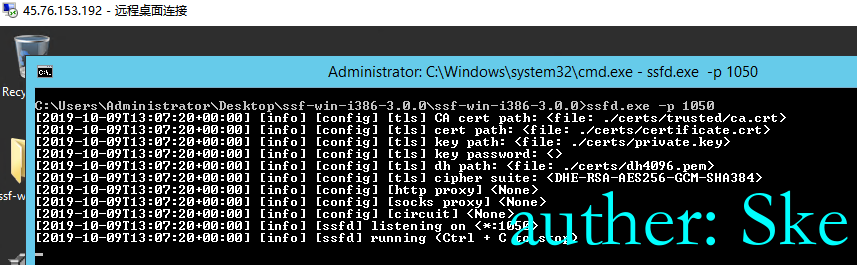 45.76.153.192 - 远程桌面连接
Recy
Administrator: C:\Windows\system32\cmd.exe - ssfd.exe  -p 1050
C:\Users\Administrator\Desktop\ssf-win-i386-3.0.0\ssf-win-i386-3.0.0>ssfd.exe -p 1050
[2019-10-09T13:07:20+00:00] [info] [config] [tls] CA cert path: <file: ./certs/trusted/ca.crt>
[2019-10-09T13:07:20+00:00] [info] [config] [tls] cert path: <file: ./certs/certificate.crt>
[2019-10-09T13:07:20+00:00] [info] [config] [tls] key path: <file: ./certs/private.key>
[2019-10-09T13:07:20+00:00] [info] [config] [tls] key password: <>
[2019-10-09T13:07:20+00:00] [info] [config] [tls] dh path: <file: ./certs/dh4096.pem>
[2019-10-09T13:07:20+00:00] [info] [config] [tls] cipher suite: <DHE-RSA-AES256-GCM-SHA384>
[2019-10-09T13:07:20+00:00] [info] [config] [http proxy] <None>
[2019-10-09T13:07:20+00:00] [info] [config] [socks proxy] <None>
[2019-10-09T13:07:20+00:00] [info] [config] [circuit] <None>
[2019-10-09T13:07:20+00:00] [info] [ssfd] listening on <*:1050>
[2019-10-09T13:07:20+00:00] [info] [ssfd] running <Ctrl + C to stop>
ssf-w
auther: Ske